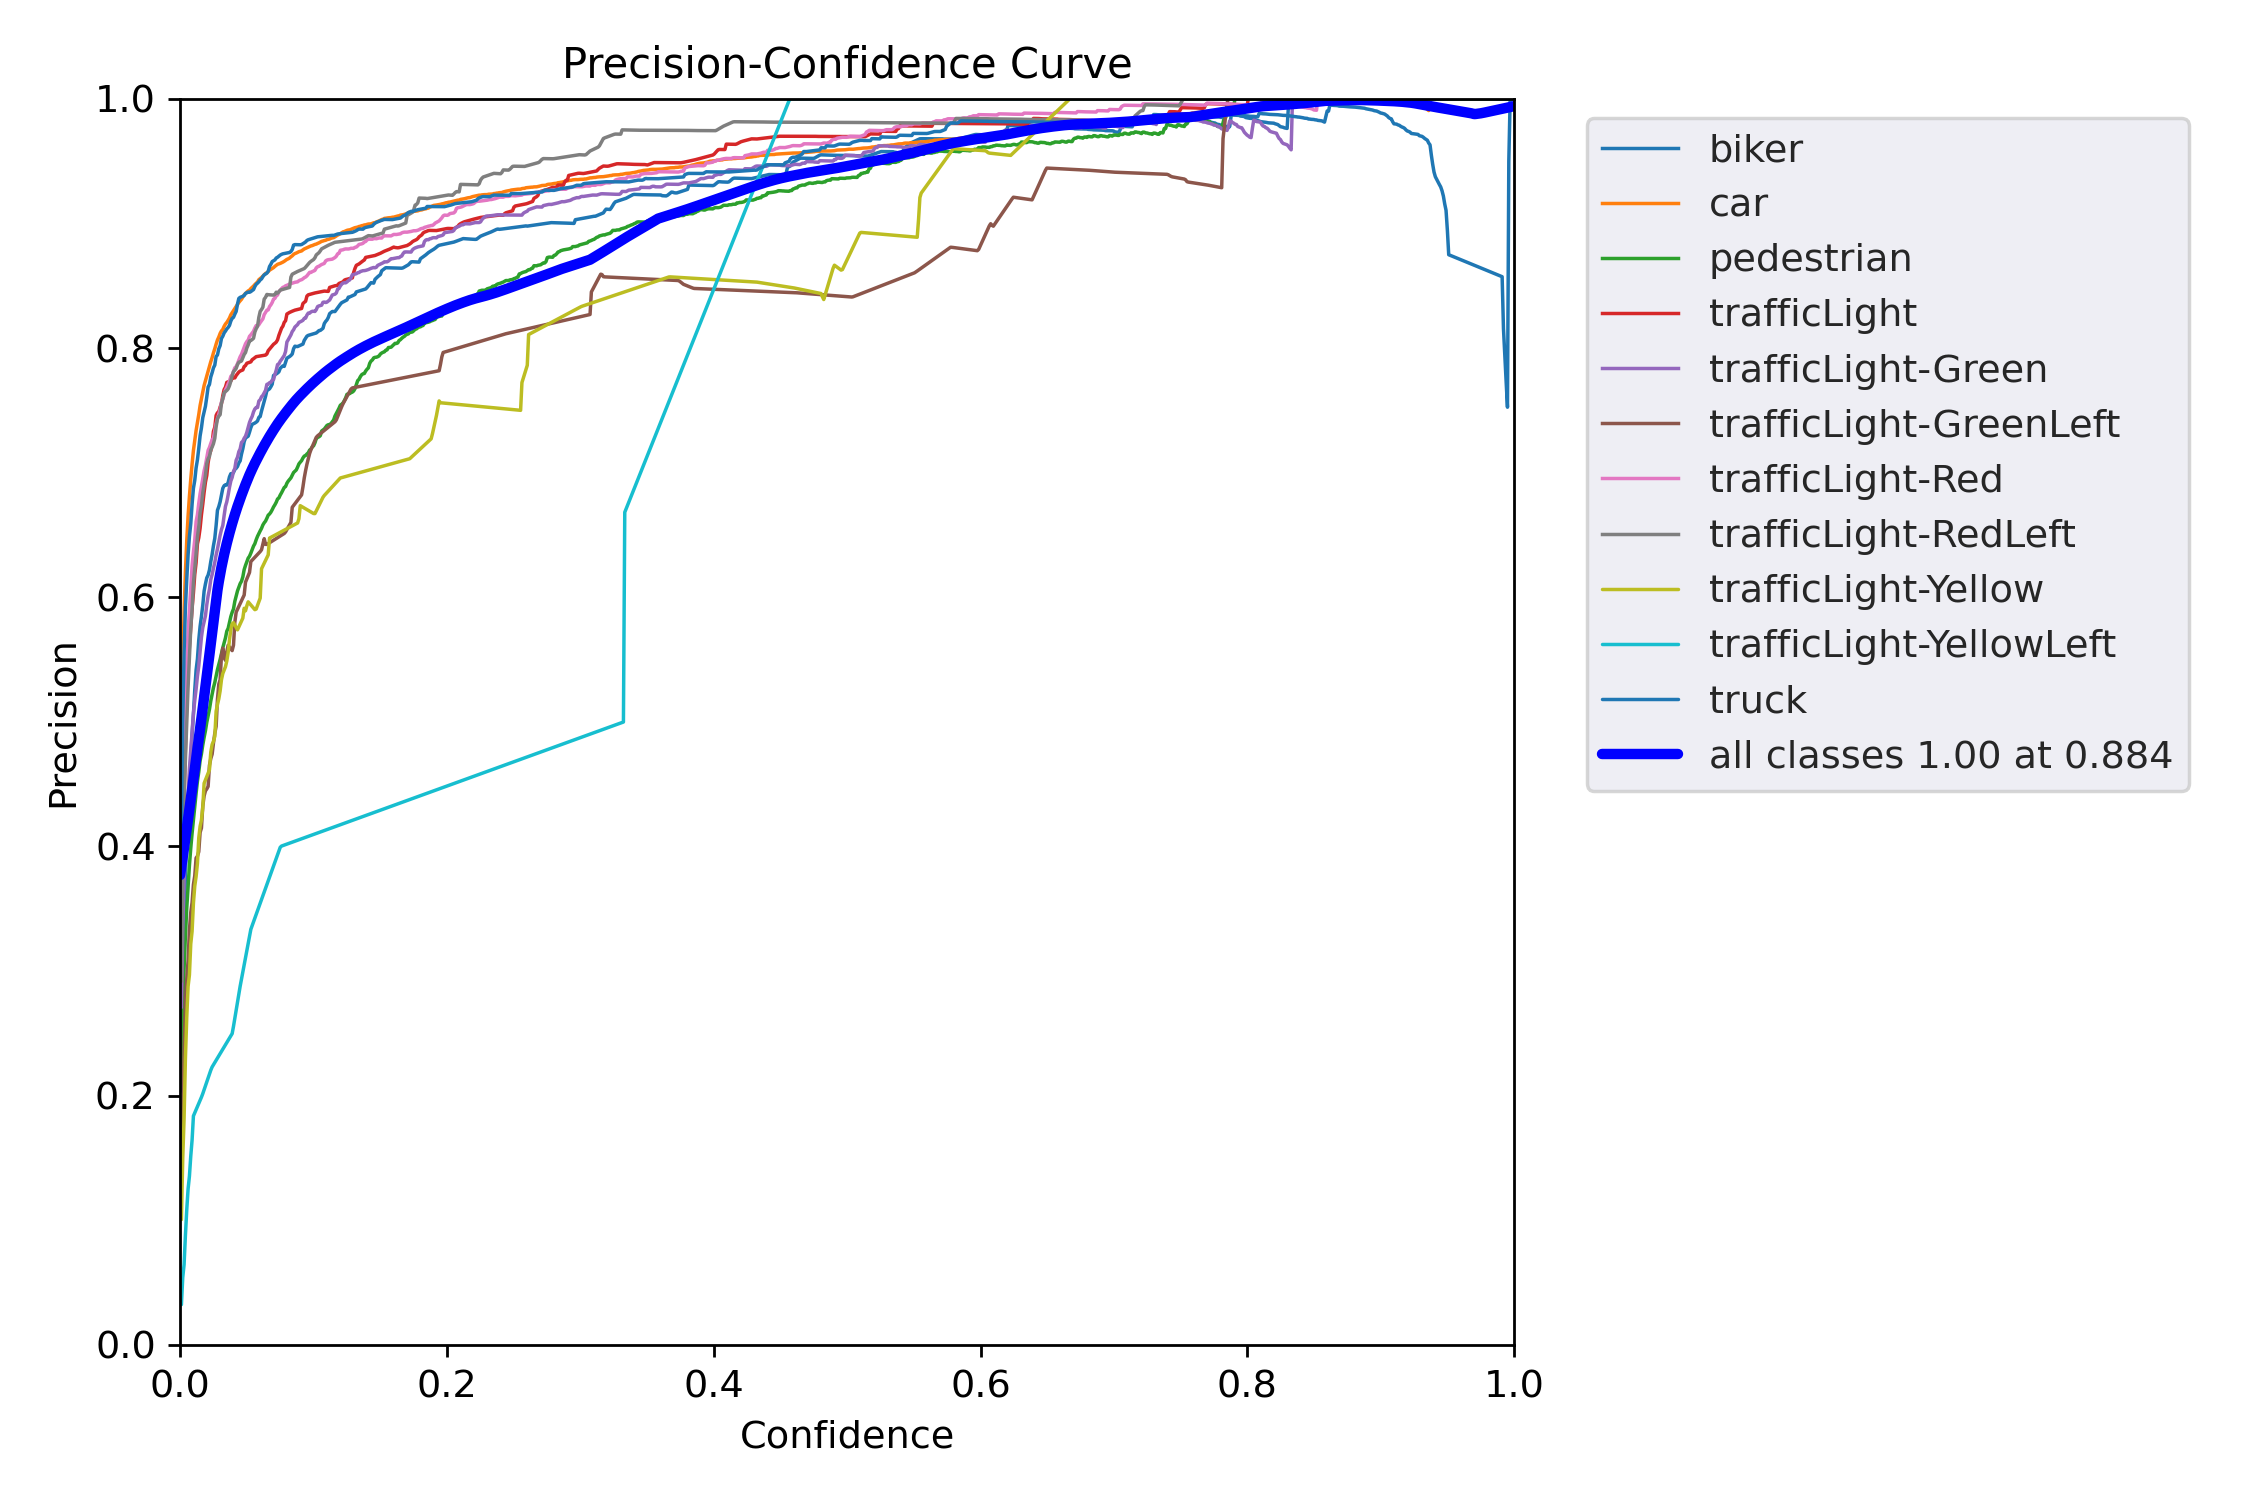 Precision-Confidence Curve
1.0
0.8
0.6
0.4
0.2
0.0
Precision
0.0 0.2 0.4 0.6 0.8 1.0
Confidence
biker
car
pedestrian
trafficLight
trafficLight-Green
trafficLight-GreenLeft
trafficLight-Red
trafficLight-RedLeft
trafficLight-Yellow
trafficLight-YellowLeft
truck
all classes 1.00 at 0.884